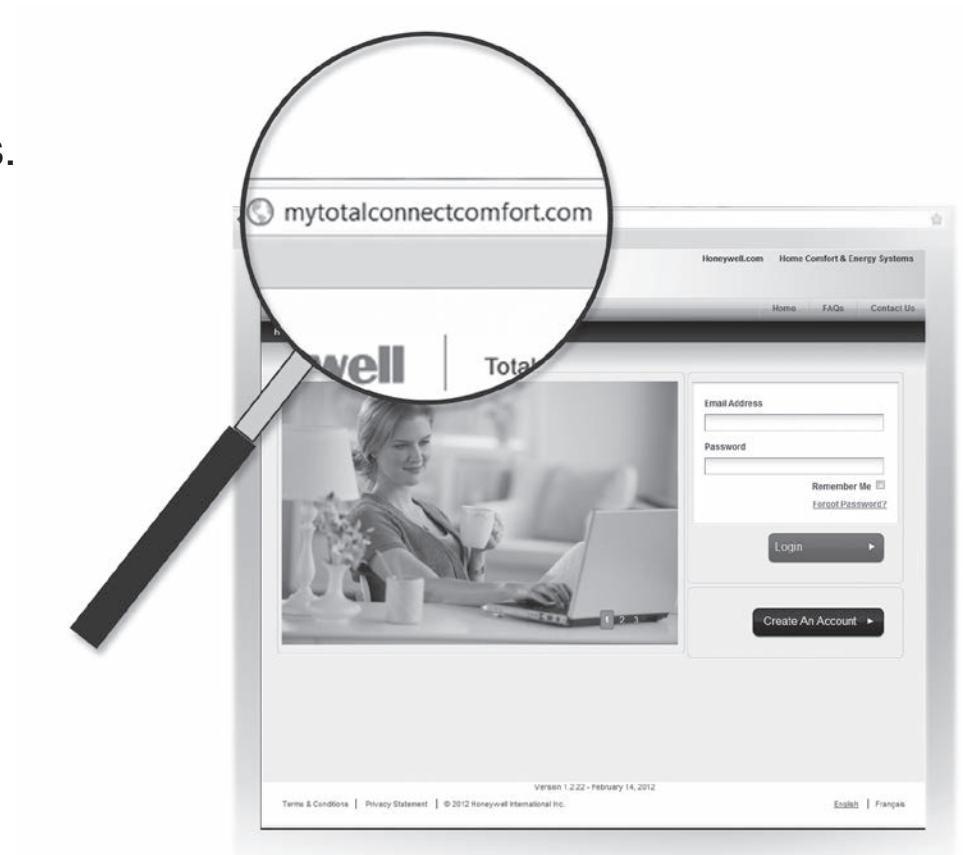 s.
mytotalconnectcomfort.com
Honeywell.com Home Comfort & Energy Systems
Home FAQs Contact Us
well | Total
Email Address
Password
Remember Me
Forgot Password?
Login
1 2 3
Create An Account
Version 1.2.22 - February 14, 2012
Terms & Conditions | Privacy Statement | © 2012 Honeywell International Inc. English | Français